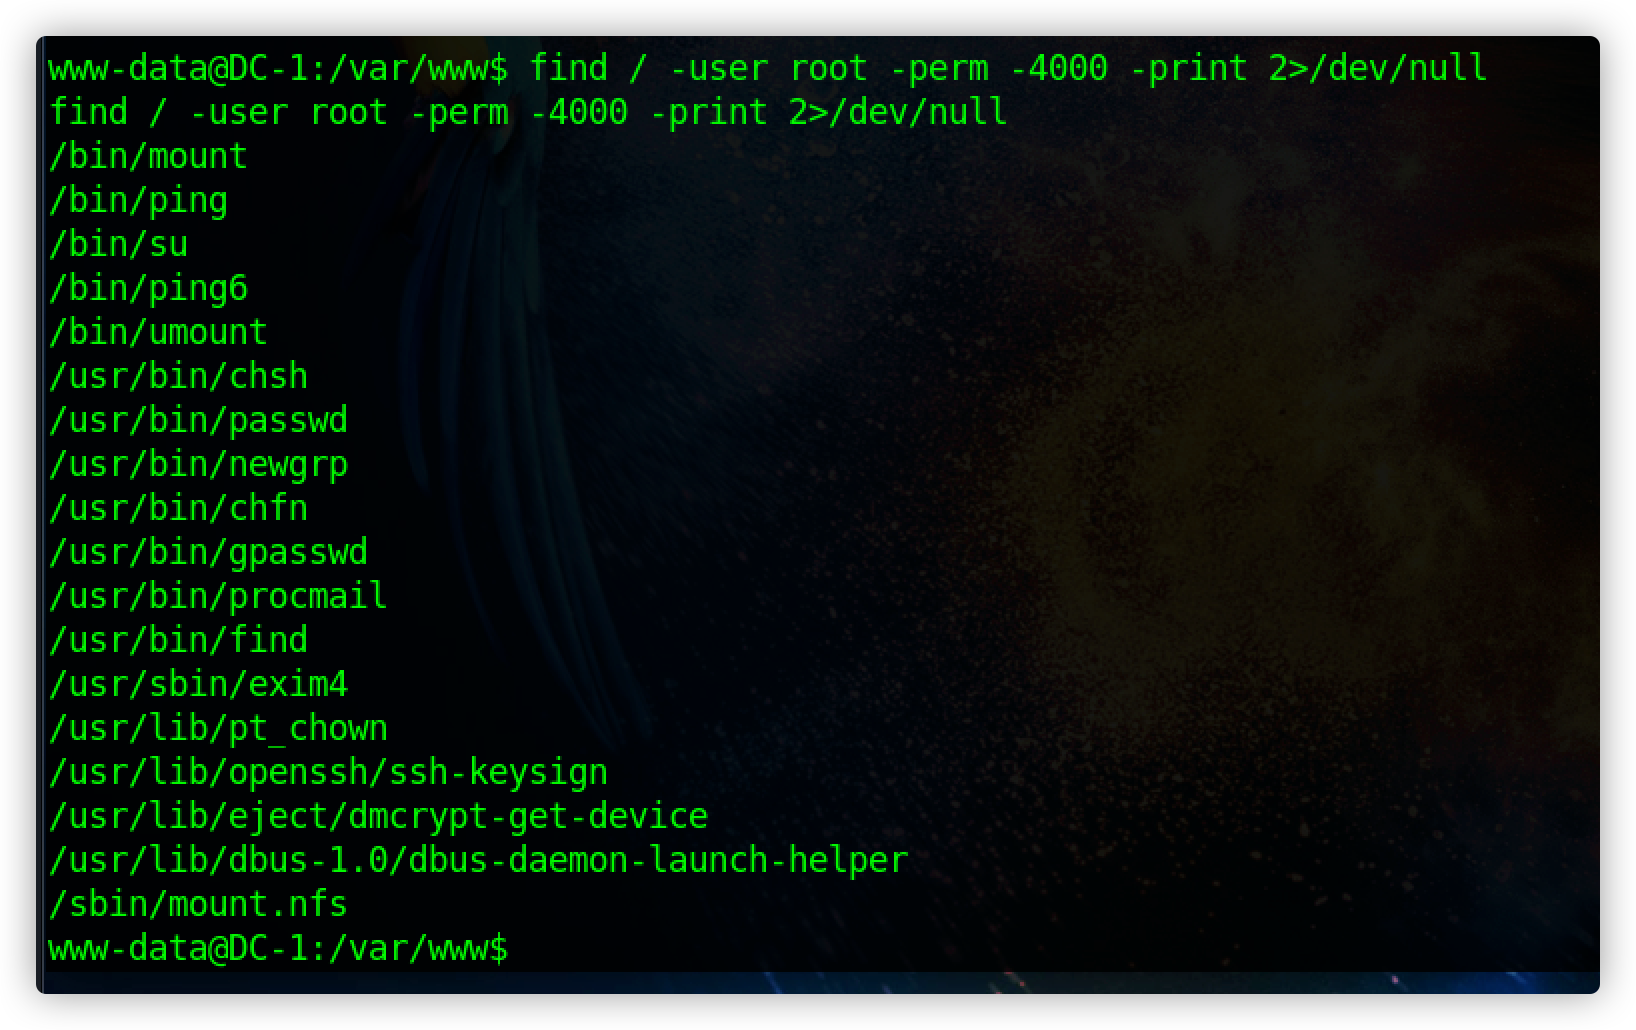 www-data@DC-1:/var/www$ find / -user root -perm -4000 -print 2>/dev/null
find / -user root -perm -4000 -print 2>/dev/null
/bin/mount
/bin/ping
/bin/su
/bin/ping6
/bin/umount
/usr/bin/chsh
/usr/bin/passwd
/usr/bin/newgrp
/usr/bin/chfn
/usr/bin/gpasswd
/usr/bin/procmail
/usr/bin/find
/usr/sbin/exim4
/usr/lib/pt_chown
/usr/lib/openssh/ssh-keysign
/usr/lib/eject/dmcrypt-get-device
/usr/lib/dbus-1.0/dbus-daemon-launch-helper
/sbin/mount.nfs
www-data@DC-1:/var/www$